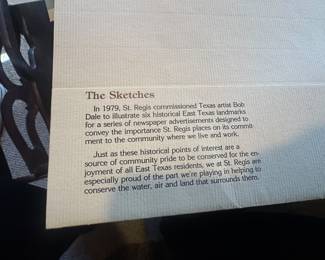 The Sketches
In 1979, St. Regis commissioned Texas artist Bob
Dale to illustrate six historical East Texas landmarks
for a series of newspaper advertisements designed to
convey the importance St. Regis places on its commit-
ment to the community where we live and work.
Just as these historical points of interest are a
source of community pride to be conserved for the en-
joyment of all East Texas residents, we at St. Regis are
especially proud of the part we're playing in helping to
conserve the water, air and land that surrounds them.